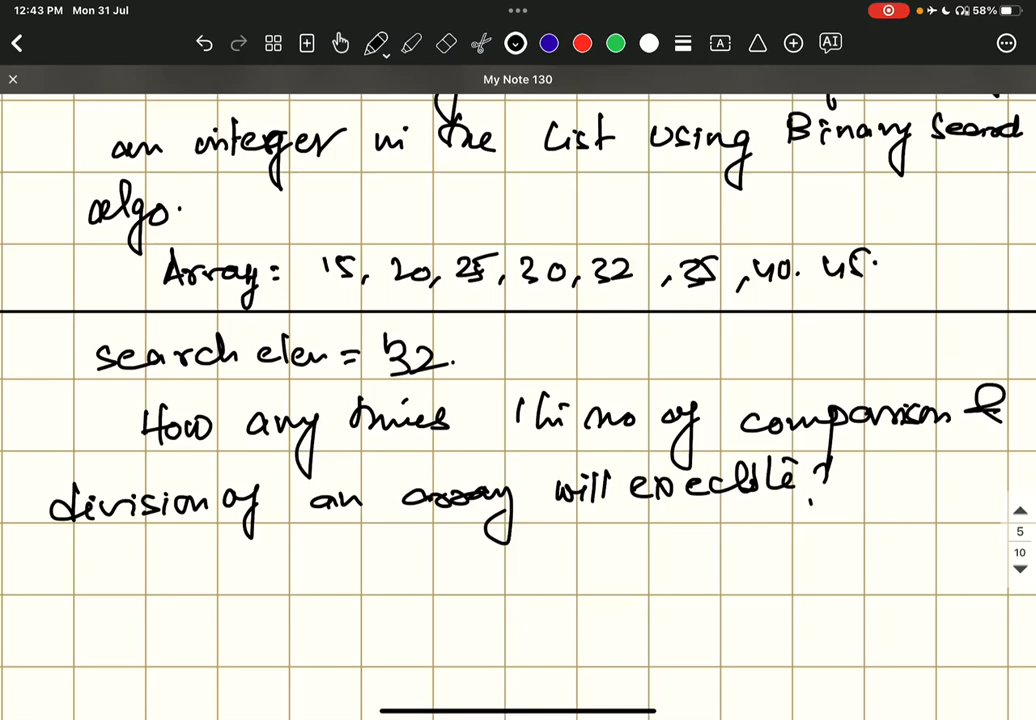 12:43 PM Mon 31 Jul
58%
A
AI
My Note 130
an integer in the List using Binary Search
algo.
Array: 15, 20, 25, 30, 32, 35, 40. 45.
search elen = 32.
How any times the no of comparison &
division of an array will execute?
5
10